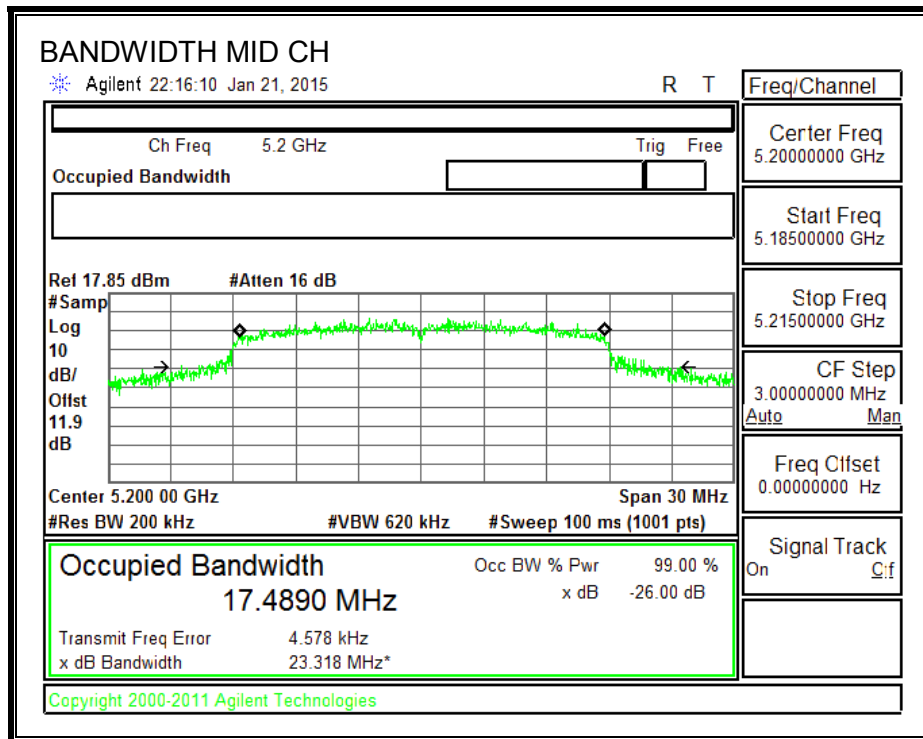 BANDWIDTH MID CH
Agilent 22:16:10 Jan 21, 2015 R T
Freq/Channel
Ch Freq 5.2 GHz Trig Free
Occupied Bandwidth
Center Freq
5.20000000 GHz
Start Freq
5.18500000 GHz
Stop Freq
5.21500000 GHz
CF Step
3.00000000 MHz
Auto Man
Freq Offset
0.00000000 Hz
Signal Track
On Off
Ref 17.85 dBm #Atten 16 dB
#Samp
Log
10
dB/
Offst
11.9
dB
Center 5.200 00 GHz Span 30 MHz
#Res BW 200 kHz #VBW 620 kHz #Sweep 100 ms (1001 pts)
Occupied Bandwidth Occ BW % Pwr 99.00 %
17.4890 MHz x dB -26.00 dB
Transmit Freq Error 4.578 kHz
x dB Bandwidth 23.318 MHz*
Copyright 2000-2011 Agilent Technologies